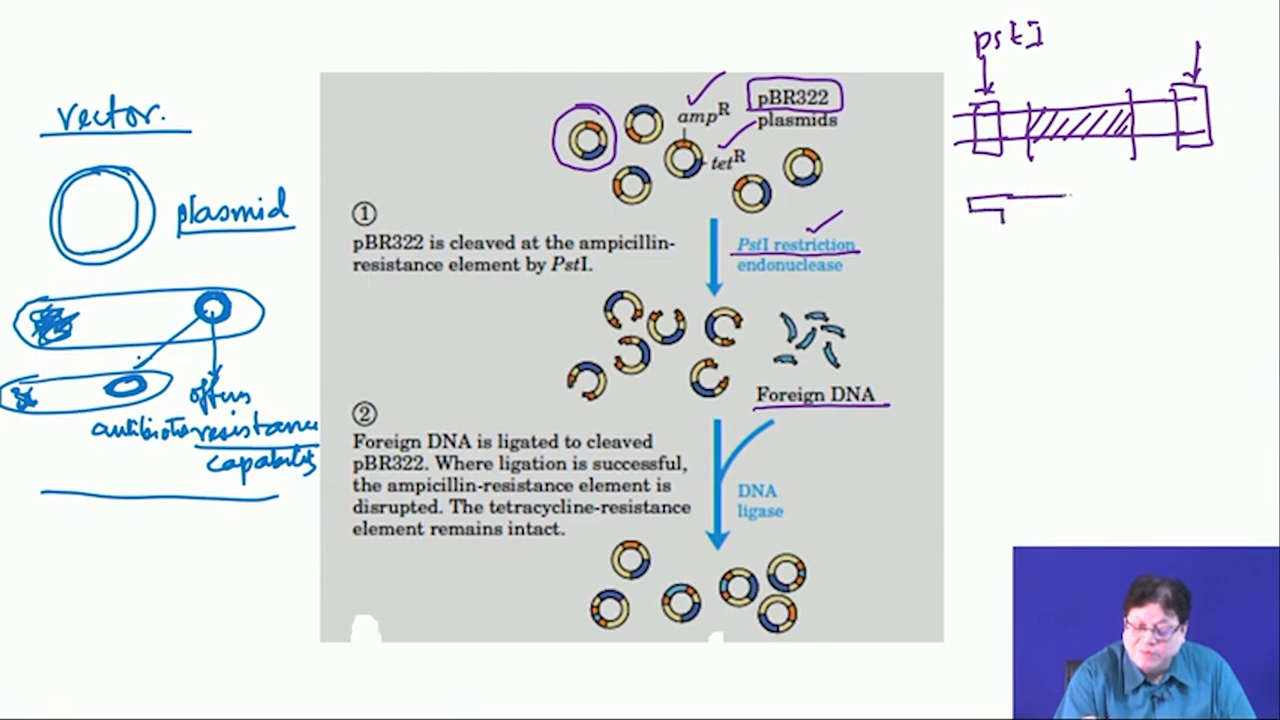 vector.
plasmid
offers
antibiotic resistance
capability
ampR
pBR322
plasmids
tetR
1
pBR322 is cleaved at the ampicillin-
resistance element by PstI.
PstI restriction
endonuclease
Foreign DNA
2
Foreign DNA is ligated to cleaved
pBR322. Where ligation is successful,
the ampicillin-resistance element is
disrupted. The tetracycline-resistance
element remains intact.
DNA
ligase
pstI